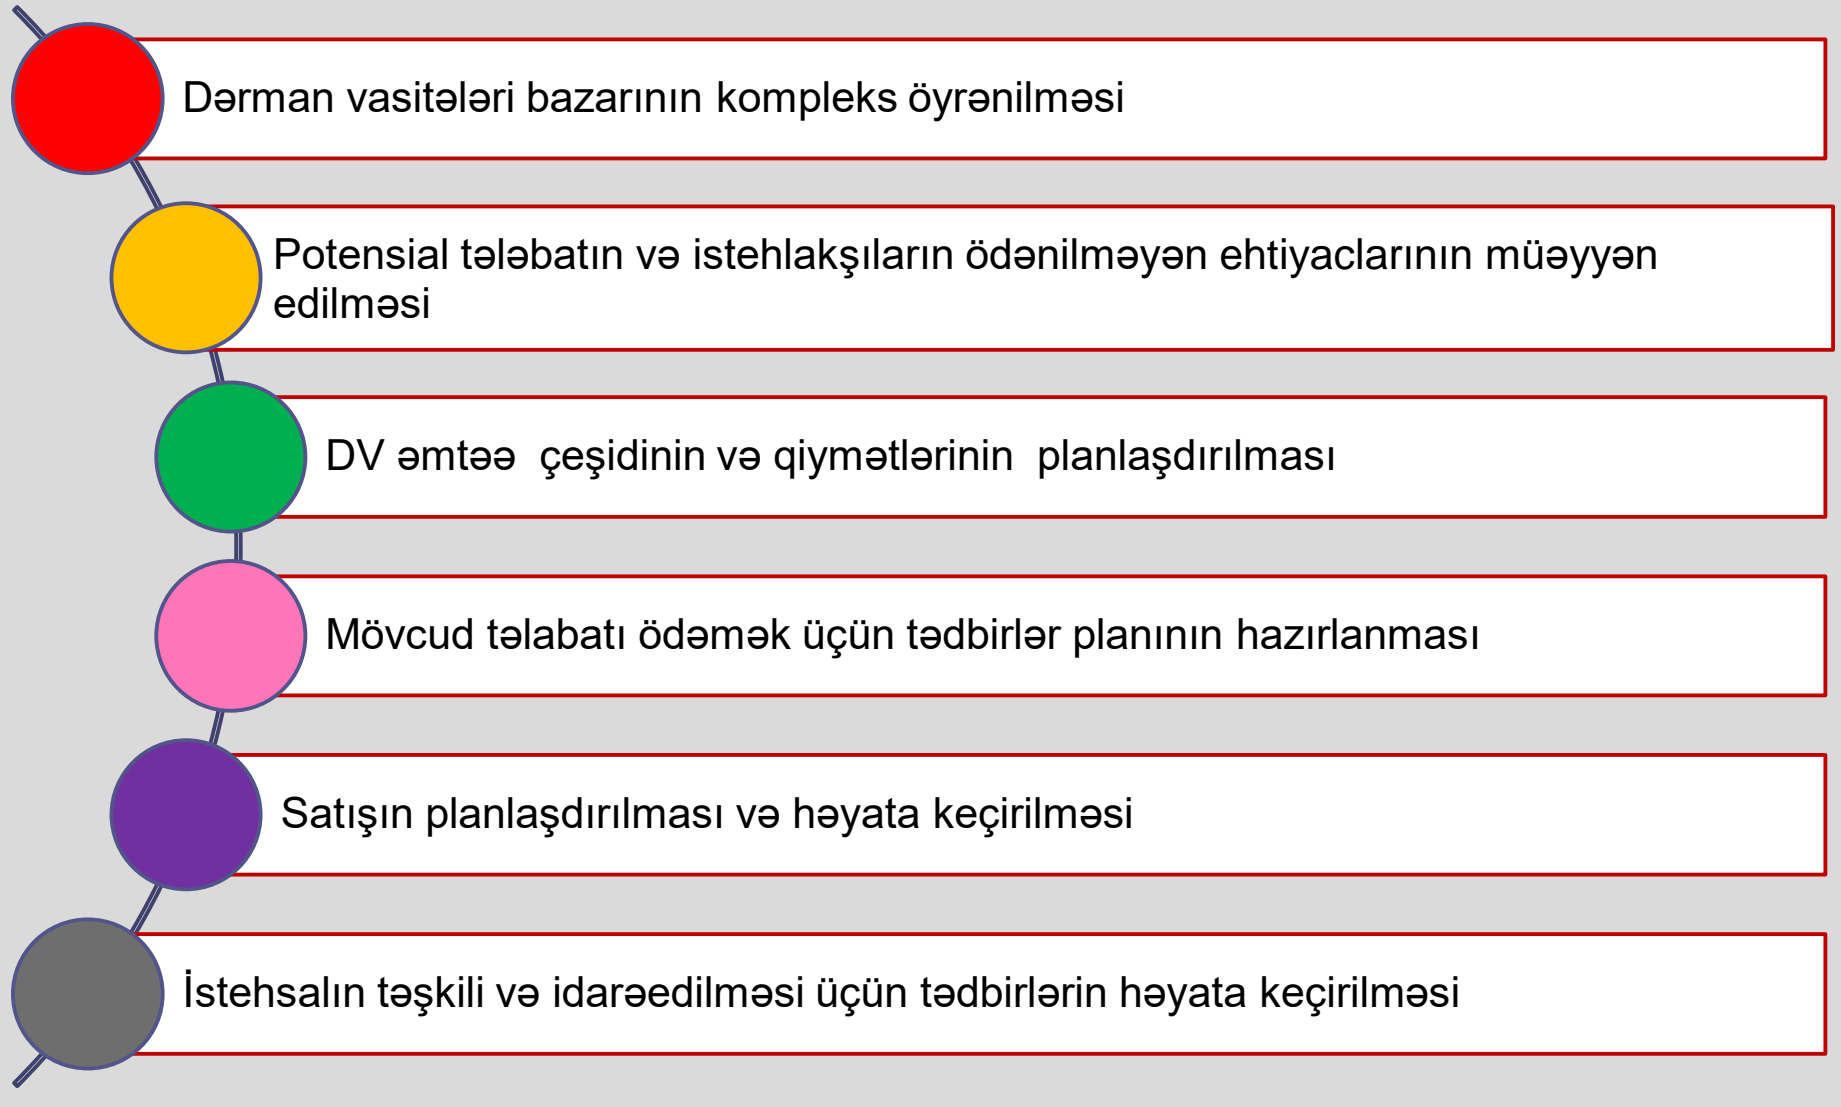 Dərman vasitələri bazarının kompleks öyrənilməsi
Potensial tələbatın və istehlakşıların ödənilməyən ehtiyaclarının müəyyən
edilməsi
DV əmtəə  çeşidinin və qiymətlərinin  planlaşdırılması
Mövcud təlabatı ödəmək üçün tədbirlər planının hazırlanması
Satışın planlaşdırılması və həyata keçirilməsi
İstehsalın təşkili və idarəedilməsi üçün tədbirlərin həyata keçirilməsi